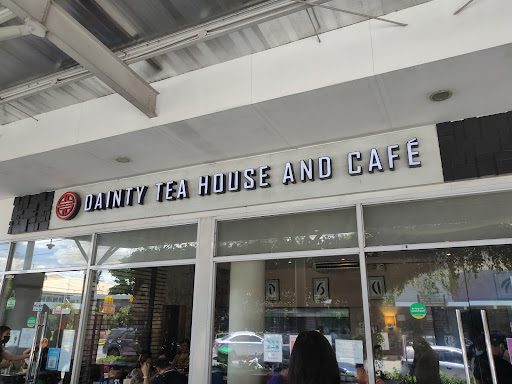 DAINTY TEA HOUSE AND CAFÉ